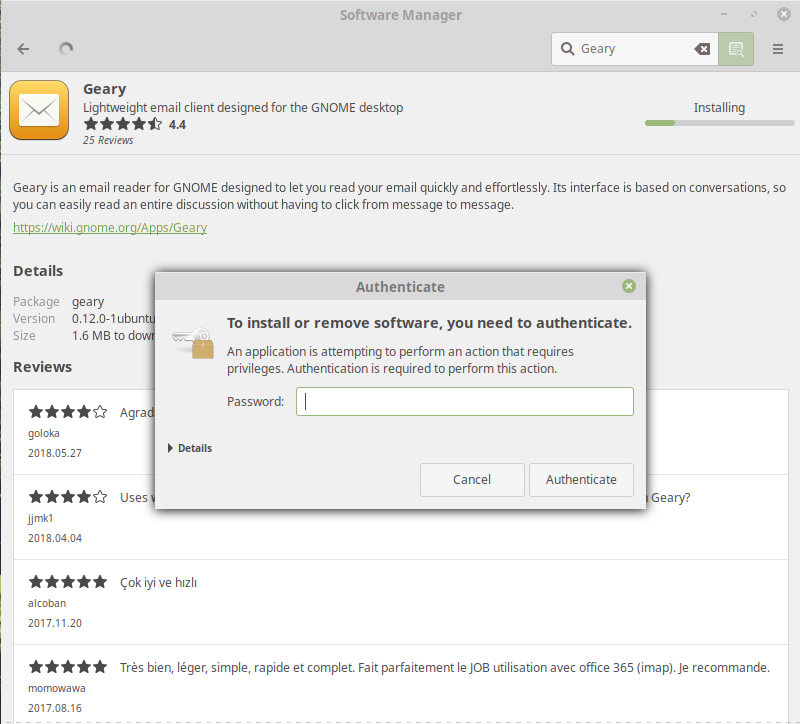 Software Manager
Geary
Geary
Lightweight email client designed for the GNOME desktop
4.4
25 Reviews
Installing
Geary is an email reader for GNOME designed to let you read your email quickly and effortlessly. Its interface is based on conversations, so
you can easily read an entire discussion without having to click from message to message.
https://wiki.gnome.org/Apps/Geary
Details
Package geary
Version 0.12.0-1ubuntu
Size 1.6 MB to down
Reviews
Agrad
goloka
2018.05.27
Uses Geary?
jjmk1
2018.04.04
Çok iyi ve hızlı
alcoban
2017.11.20
Très bien, léger, simple, rapide et complet. Fait parfaitement le JOB utilisation avec office 365 (imap). Je recommande.
momowawa
2017.08.16
Authenticate
To install or remove software, you need to authenticate.
An application is attempting to perform an action that requires
privileges. Authentication is required to perform this action.
Password:
Details
Cancel
Authenticate